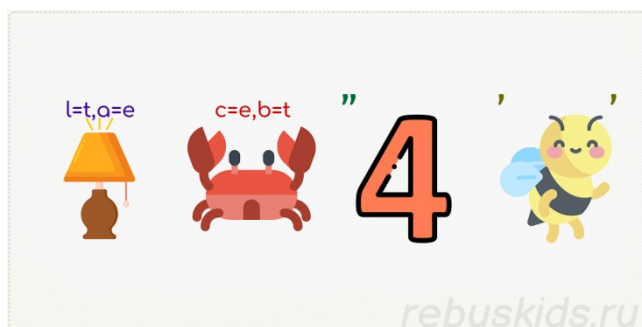 l=t,a=e
c=e,b=t
” 4 ’ ’
rebuskids.ru